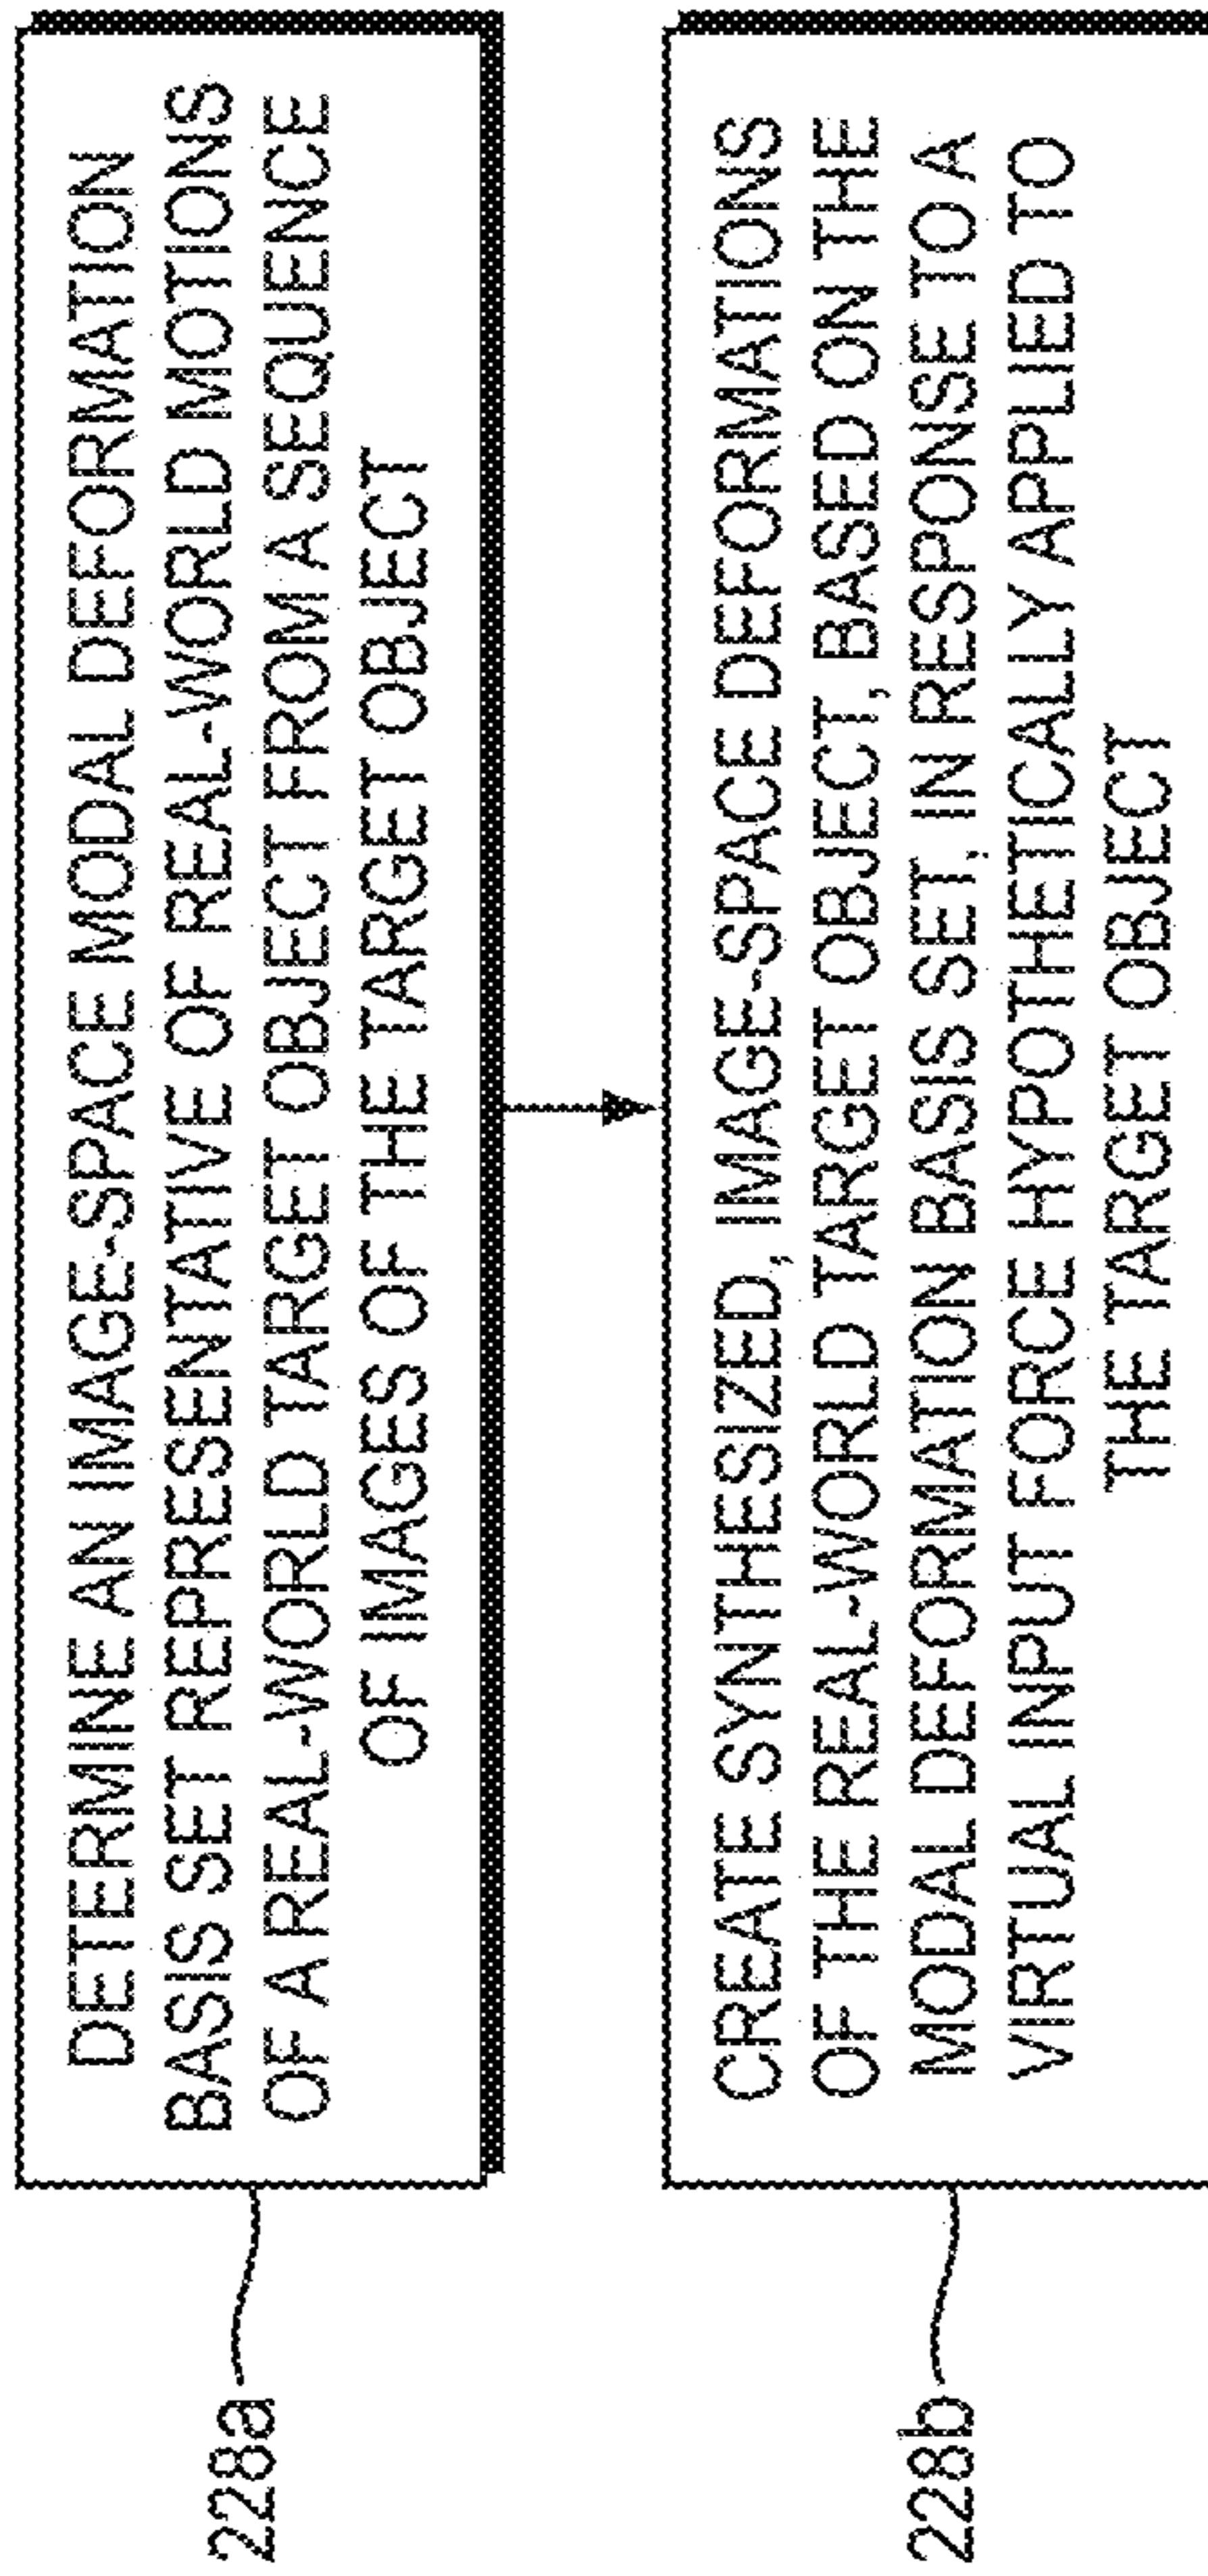 228a
DETERMINE AN IMAGE-SPACE MODAL DEFORMATION
BASIS SET REPRESENTATIVE OF REAL-WORLD MOTIONS
OF A REAL-WORLD TARGET OBJECT FROM A SEQUENCE
OF IMAGES OF THE TARGET OBJECT
228b
CREATE SYNTHESIZED, IMAGE-SPACE DEFORMATIONS
OF THE REAL-WORLD TARGET OBJECT, BASED ON THE
MODAL DEFORMATION BASIS SET, IN RESPONSE TO A
VIRTUAL INPUT FORCE HYPOTHETICALLY APPLIED TO
THE TARGET OBJECT